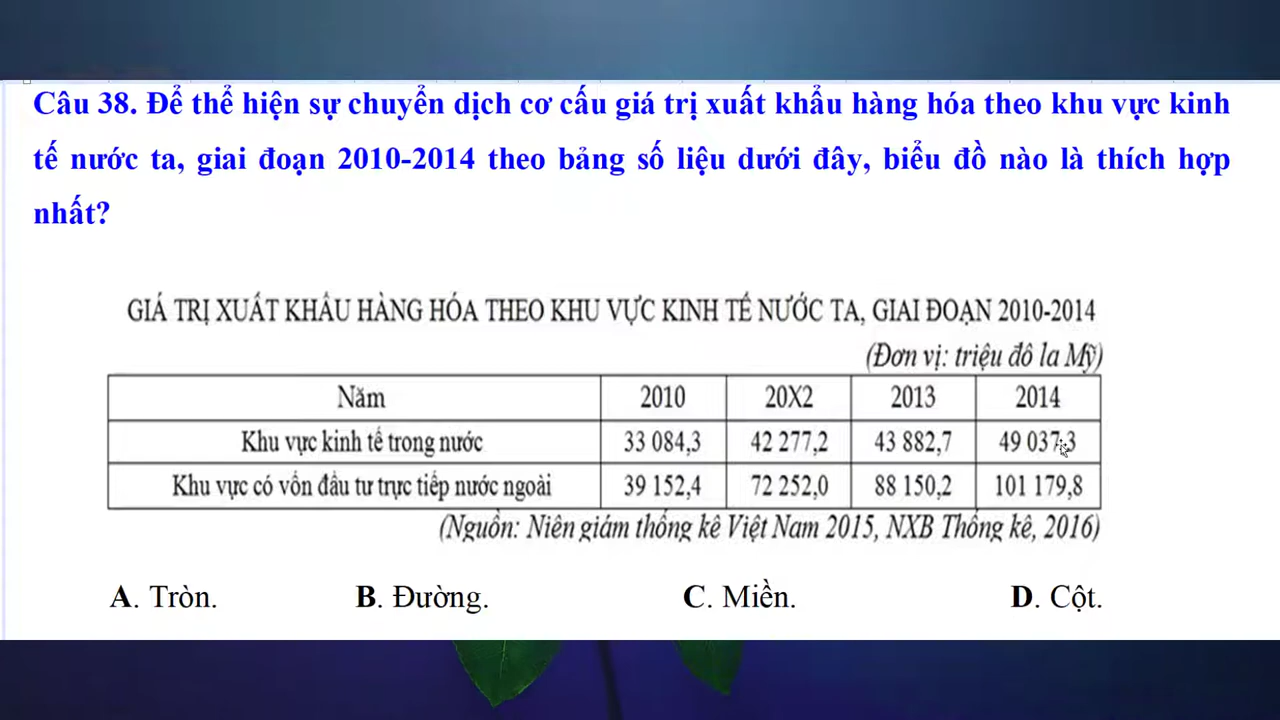 Câu 38. Để thể hiện sự chuyển dịch cơ cấu giá trị xuất khẩu hàng hóa theo khu vực kinh
tế nước ta, giai đoạn 2010-2014 theo bảng số liệu dưới đây, biểu đồ nào là thích hợp
nhất?
GIÁ TRỊ XUẤT KHẨU HÀNG HÓA THEO KHU VỰC KINH TẾ NƯỚC TA, GIAI ĐOẠN 2010-2014
(Đơn vị: triệu đô la Mỹ)
Năm 2010 20X2 2013 2014
Khu vực kinh tế trong nước 33 084,3 42 277,2 43 882,7 49 037,3
Khu vực có vốn đầu tư trực tiếp nước ngoài 39 152,4 72 252,0 88 150,2 101 179,8
(Nguồn: Niên giám thống kê Việt Nam 2015, NXB Thống kê, 2016)
A. Tròn. B. Đường. C. Miền. D. Cột.